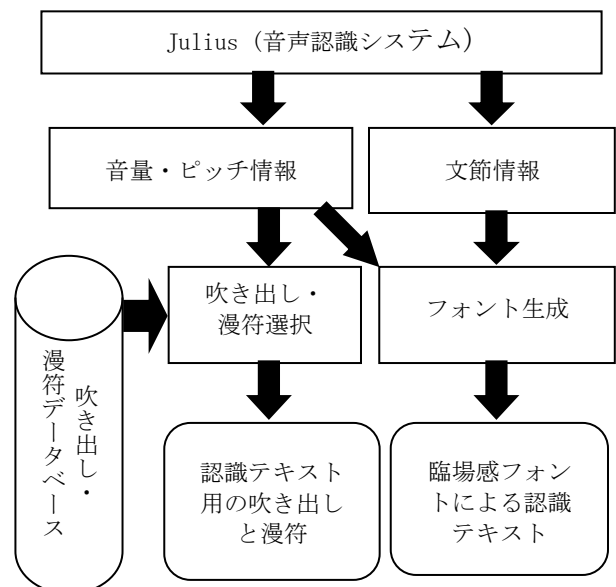 Julius (音声認識システム)
音量・ピッチ情報
文節情報
吹き出し・
漫符選択
フォント生成
吹き出し・
漫符データベース
認識テキスト
用の吹き出し
と漫符
臨場感フォン
トによる認識
テキスト